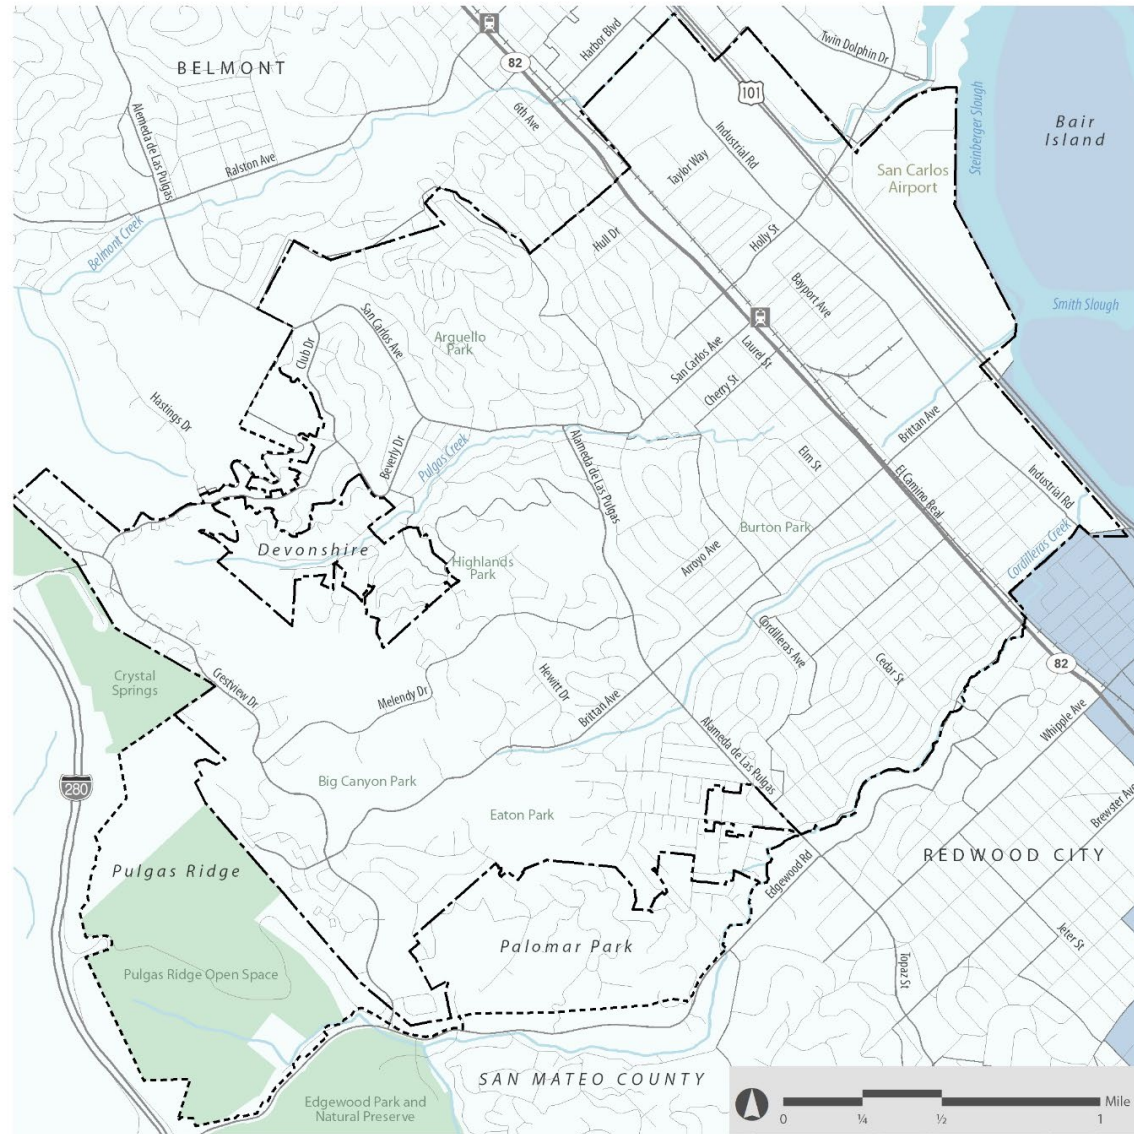 BELMONT
Harbor Blvd
Twin Dolphin Dr
82
101
Alameda de Las Pulgas
6th Ave
Industrial Rd
Steinberger Slough
Bair
Island
Ralston Ave
Taylor Way
San Carlos
Airport
Belmont Creek
Hull Dr
Holly St
Bayport Ave
Smith Slough
San Carlos Ave
Club Dr
Arguello
Park
San Carlos Ave
Laurel St
Cherry St
Hastings Dr
Beverly Dr
Pulgas Creek
Alameda de Las Pulgas
Elm St
Brittan Ave
El Camino Real
Industrial Rd
Devonshire
Highlands
Park
Burton Park
Arroyo Ave
Cordilleras Creek
Crystal
Springs
Crestview Dr
Melendy Dr
Hewitt Dr
Brittan Ave
Cordilleras Ave
Cedar St
82
Whipple Ave
Alameda de Las Pulgas
280
Big Canyon Park
Eaton Park
Brewster Ave
Pulgas Ridge
Edgewood Rd
REDWOOD CITY
Palomar Park
Jeter St
Topaz St
Pulgas Ridge Open Space
SAN MATEO COUNTY
Edgewood Park and
Natural Preserve
0 ¼ ½ 1 Mile